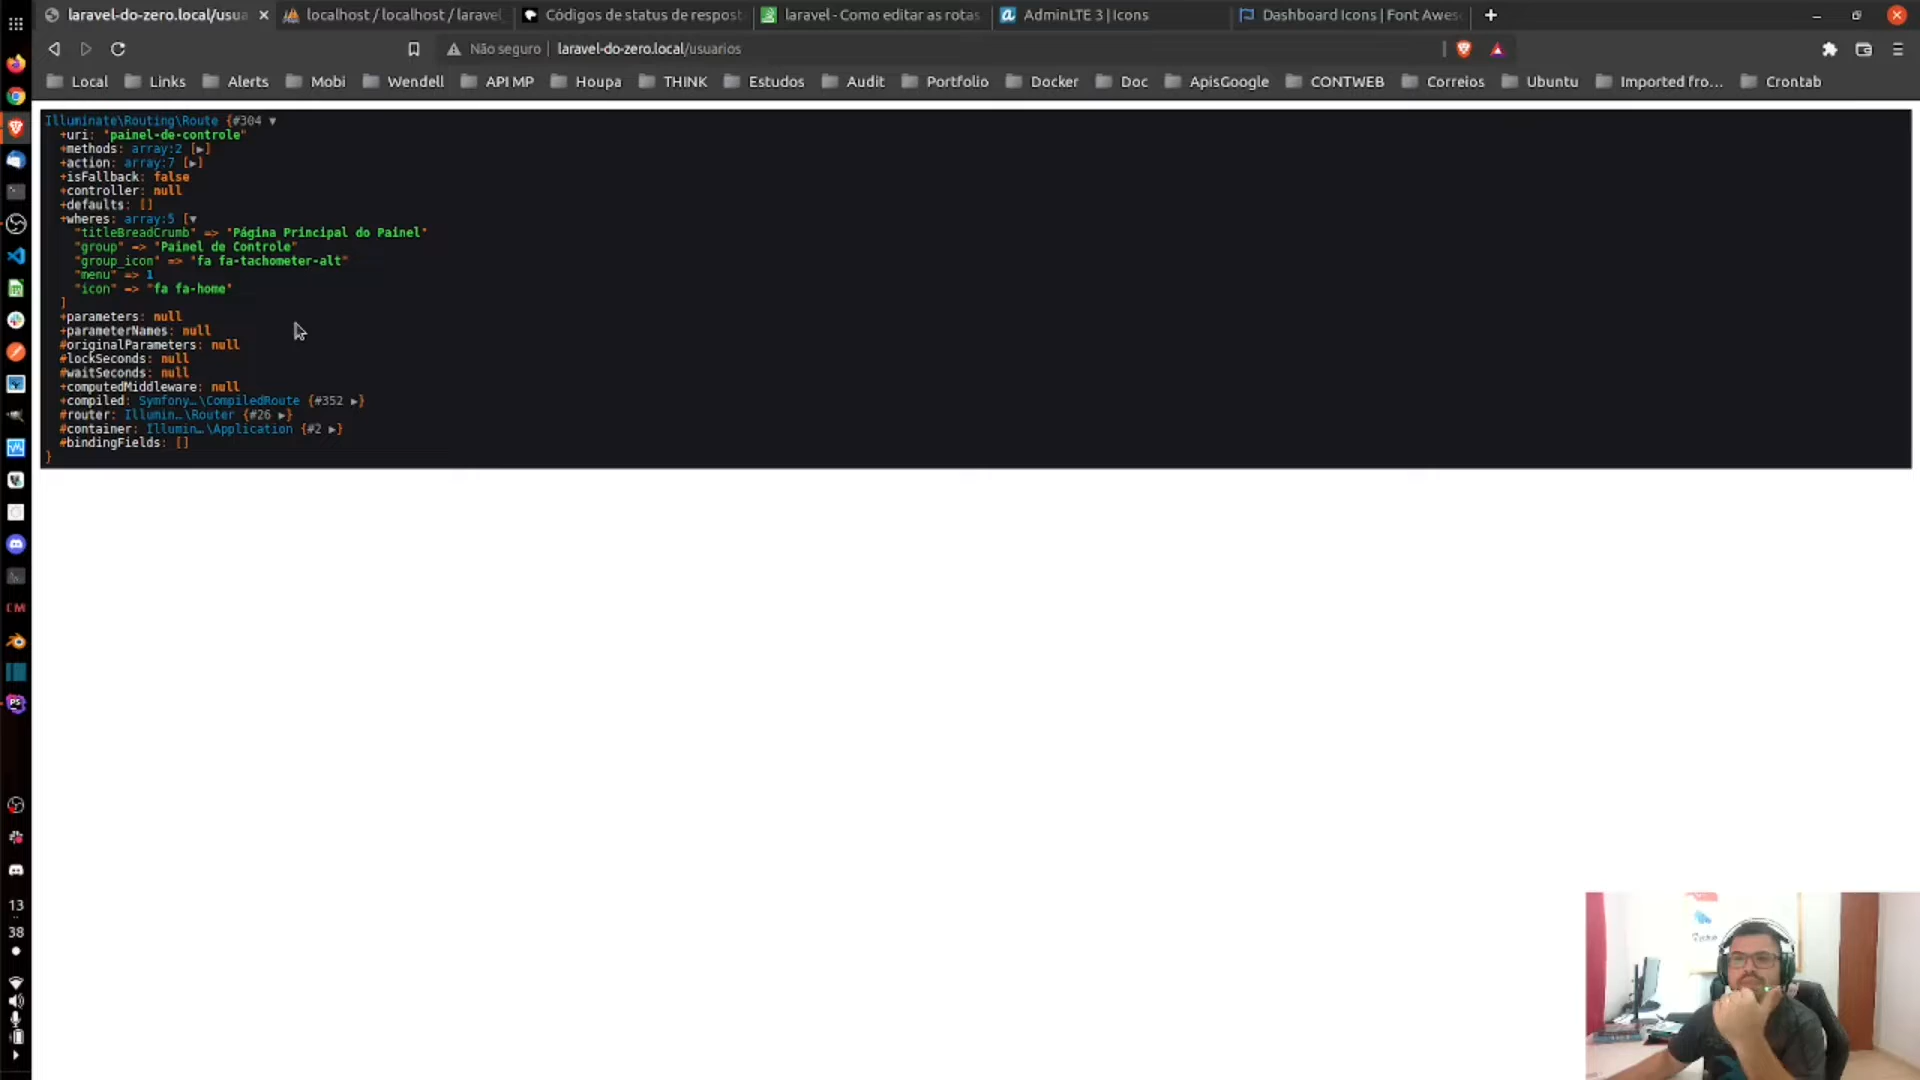 laravel-do-zero.local/usua
localhost / localhost / laravel
Códigos de status de respost
laravel - Como editar as rotas
AdminLTE 3 | Icons
Dashboard Icons | Font Awes
Não seguro
laravel-do-zero.local/usuarios
Local
Links
Alerts
Mobi
Wendell
API MP
Houpa
THINK
Estudos
Audit
Portfolio
Docker
Doc
ApisGoogle
CONTWEB
Correios
Ubuntu
Imported fro...
Crontab
Illuminate\Routing\Route {#304 ▼
+uri: "painel-de-controle"
+methods: array:2 [▶]
+action: array:7 [▶]
+isFallback: false
+controller: null
+defaults: []
+wheres: array:5 [▼
"titleBreadCrumb" => "Página Principal do Painel"
"group" => "Painel de Controle"
"group_icon" => "fa fa-tachometer-alt"
"menu" => 1
"icon" => "fa fa-home"
]
+parameters: null
+parameterNames: null
#originalParameters: null
#lockSeconds: null
#waitSeconds: null
+computedMiddleware: null
+compiled: Symfony…\CompiledRoute {#352 ▶}
#router: Illumin…\Router {#26 ▶}
#container: Illumin…\Application {#2 ▶}
#bindingFields: []
}
CM
PS
13
38